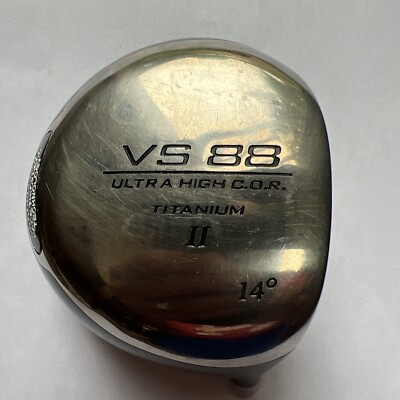 VS 88
ULTRA HIGH C.O.R.
TITANIUM
II
14°